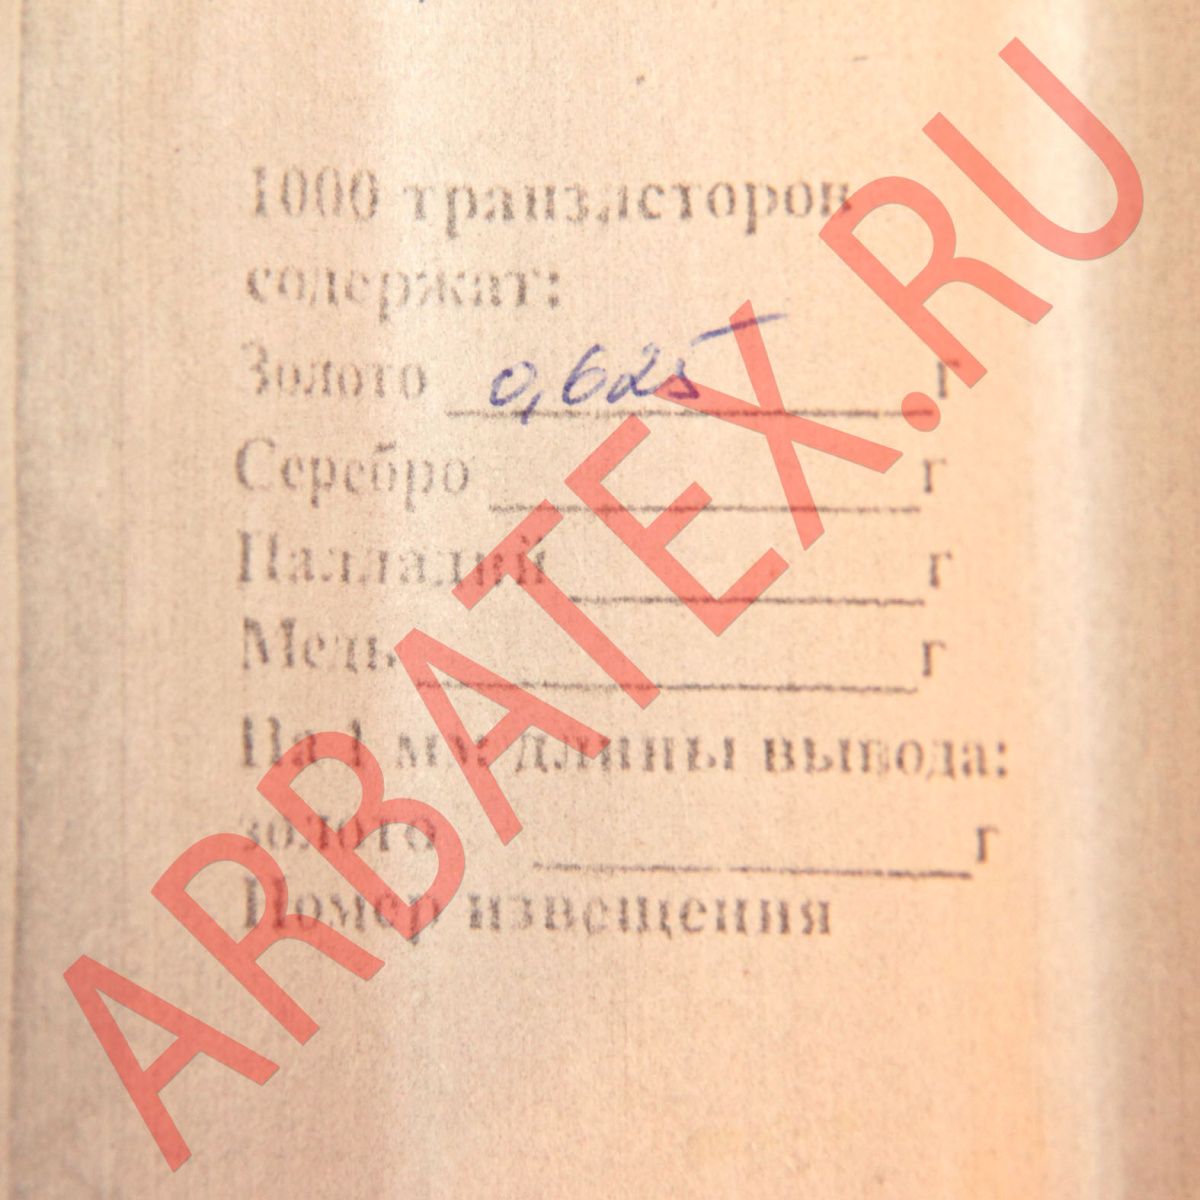 1000 транзисторов
содержат:
Золото 0,625 г
Серебро г
Палладий г
Медь г
На 1 мм длины вывода:
золото г
Номер извещения
ARBATEX.RU